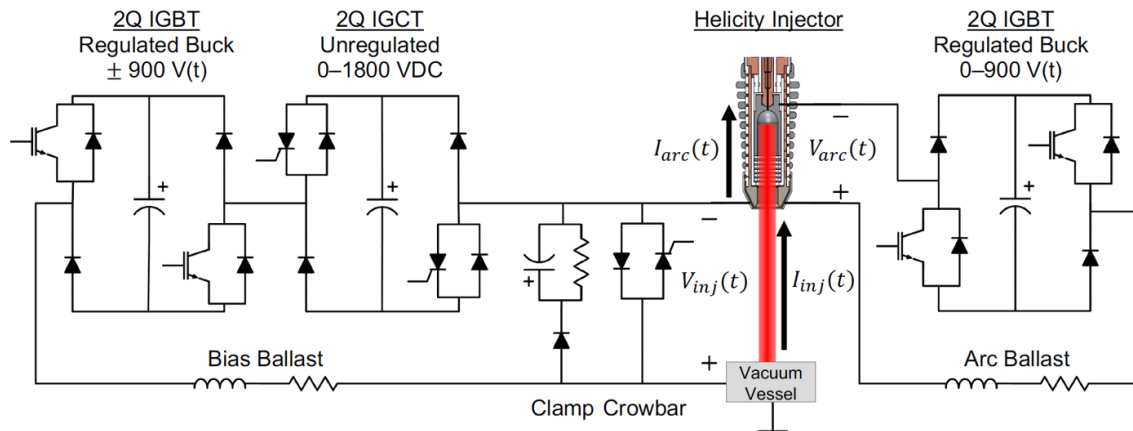 2Q IGBT
Regulated Buck
± 900 V(t)
2Q IGCT
Unregulated
0–1800 VDC
Helicity Injector
2Q IGBT
Regulated Buck
0–900 V(t)
I_arc(t)
−
V_arc(t)
+
+
+
+
−
+
V_inj(t)
I_inj(t)
+
Bias Ballast
Clamp Crowbar
Vacuum
Vessel
Arc Ballast